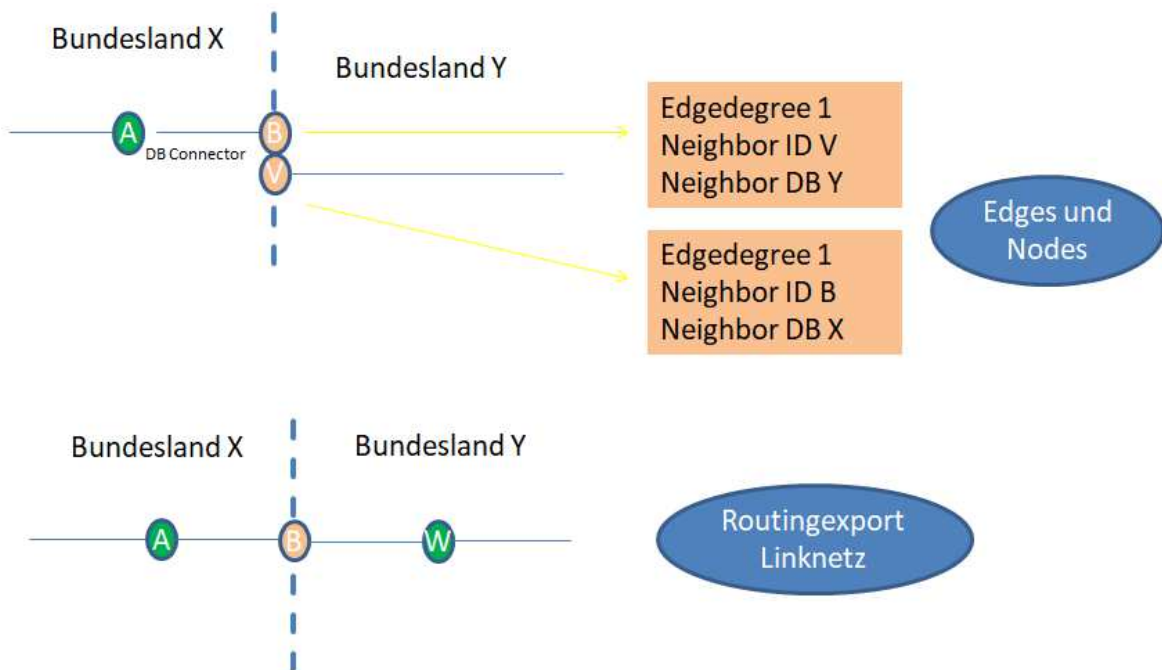 Bundesland X
Bundesland Y
A
DB Connector
B
V
Edgedegree 1
Neighbor ID V
Neighbor DB Y
Edgedegree 1
Neighbor ID B
Neighbor DB X
Edges und
Nodes
Bundesland X
Bundesland Y
A
B
W
Routingexport
Linknetz